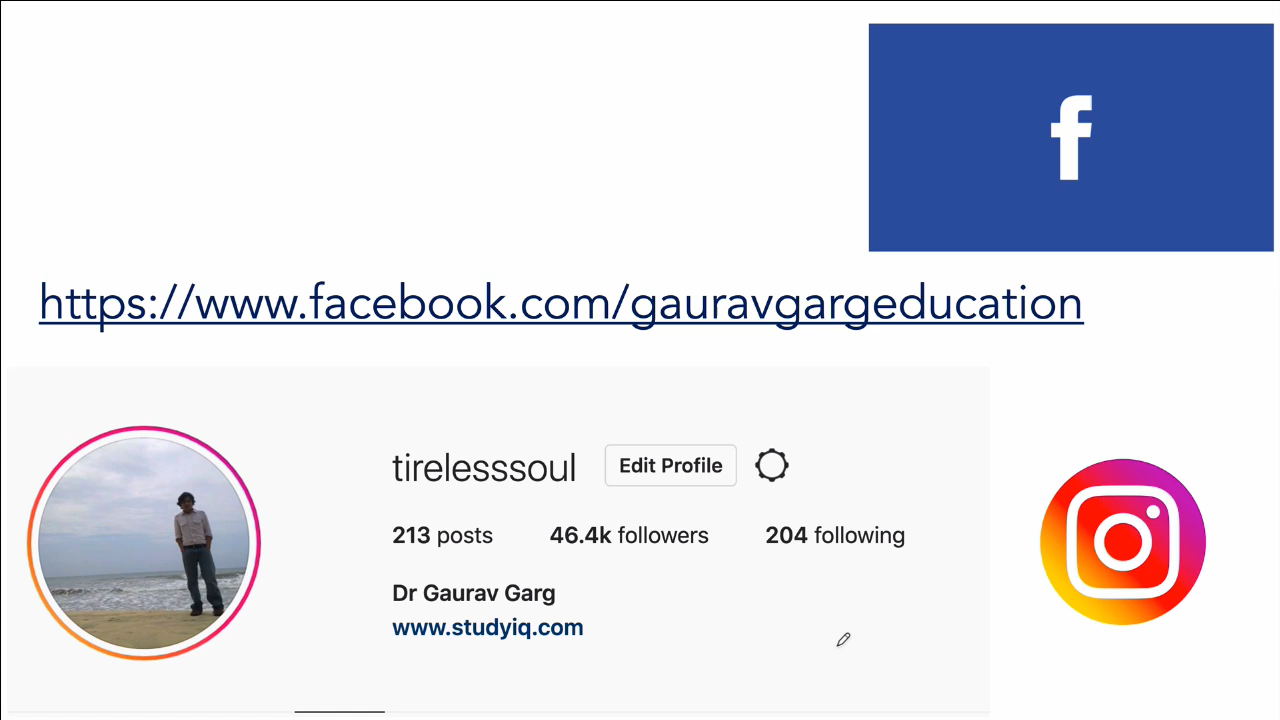 f
https://www.facebook.com/gauravgargeducation
tirelesssoul Edit Profile
213 posts 46.4k followers 204 following
Dr Gaurav Garg
www.studyiq.com